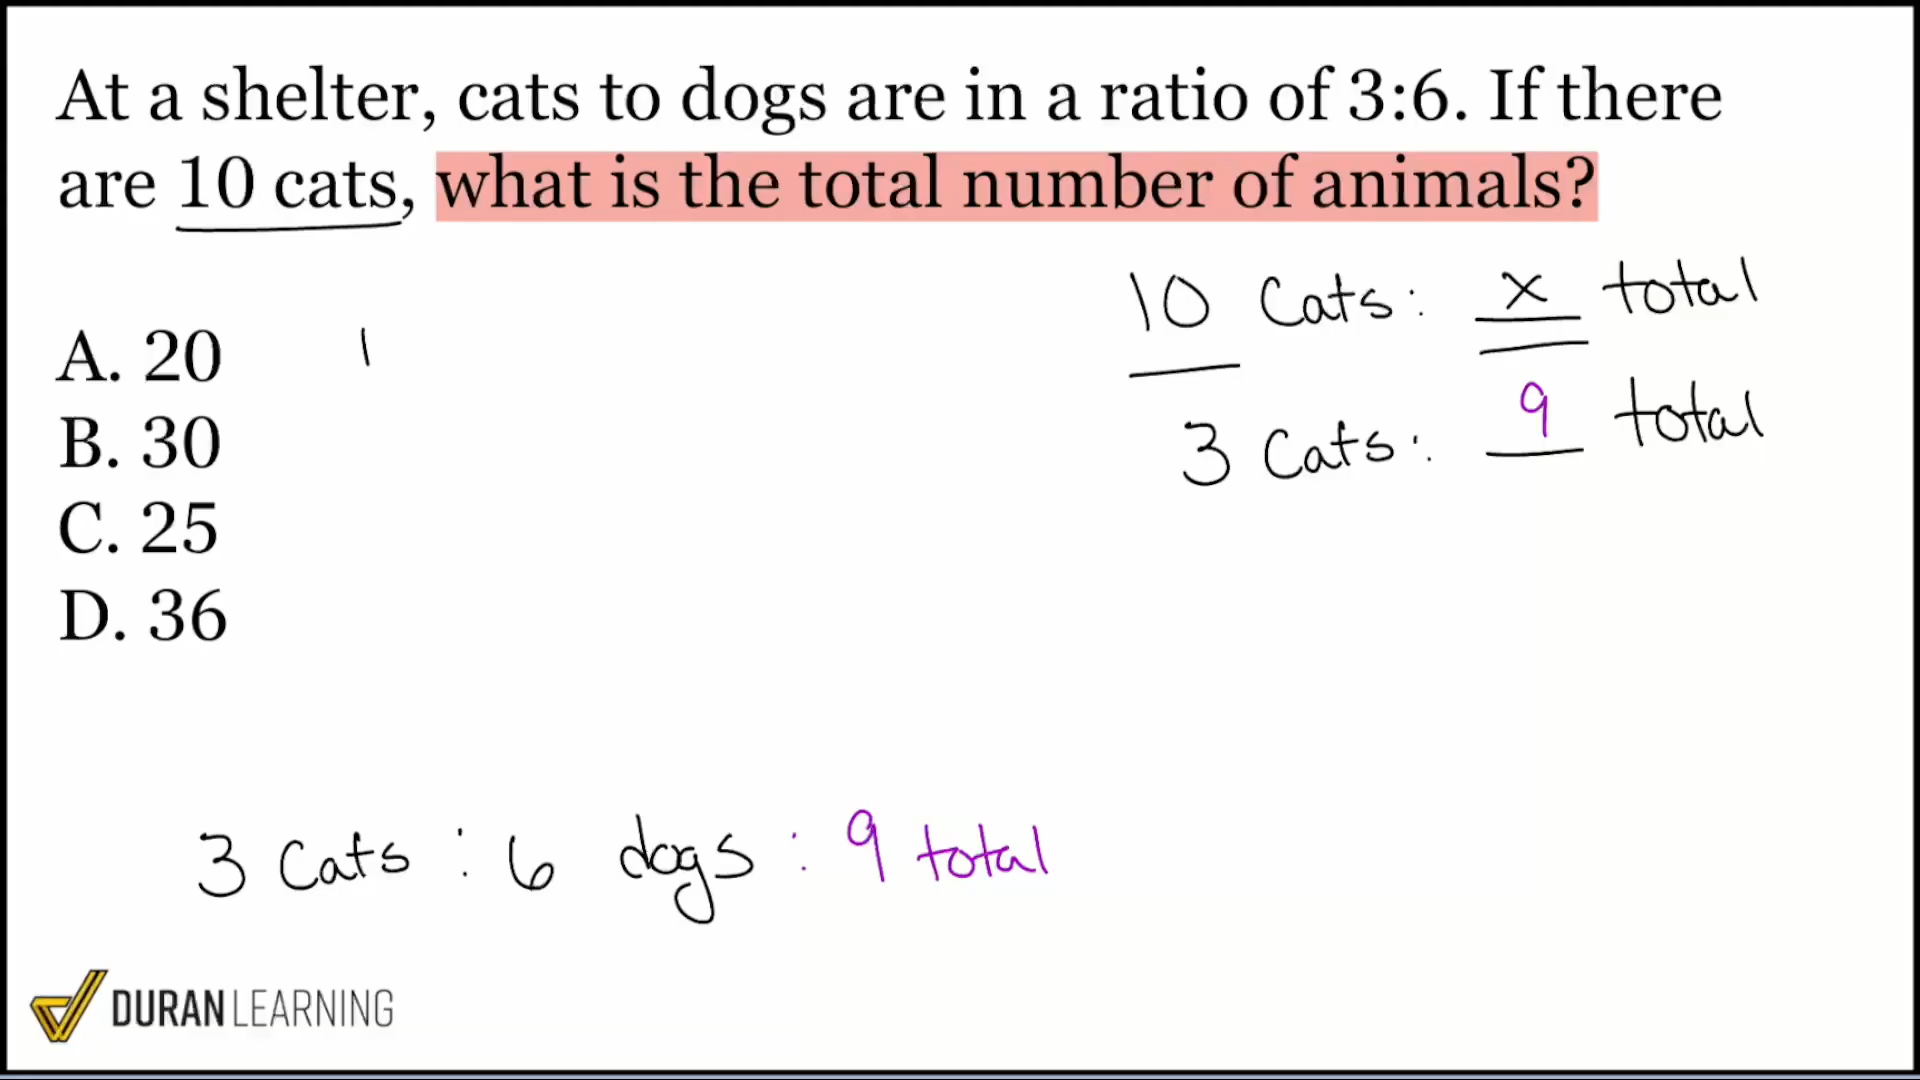 At a shelter, cats to dogs are in a ratio of 3:6. If there
are 10 cats, what is the total number of animals?
10 Cats: x total
A. 20 1
3 Cats: 9 total
B. 30
C. 25
D. 36
3 Cats : 6 dogs : 9 total
DURAN LEARNING